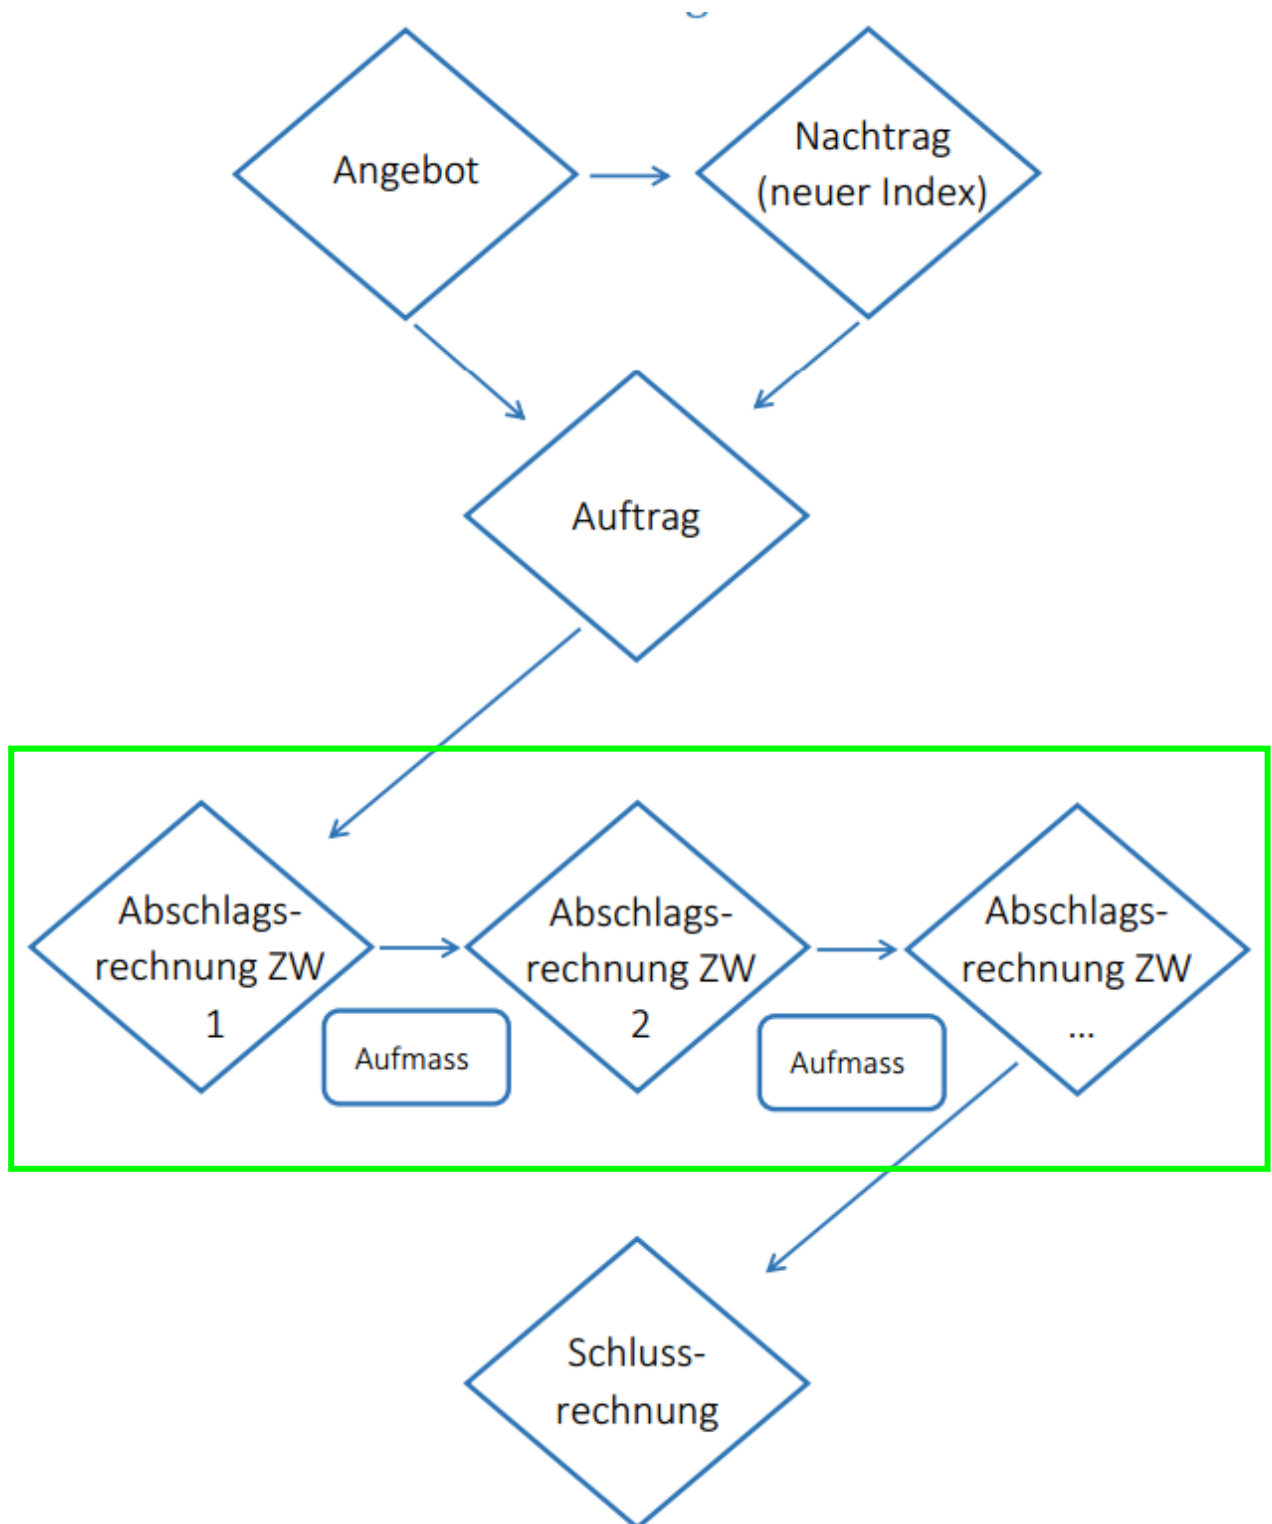 Angebot
Nachtrag
(neuer Index)
Auftrag
Abschlags-
rechnung ZW
1
Aufmass
Abschlags-
rechnung ZW
2
Aufmass
Abschlags-
rechnung ZW
...
Schluss-
rechnung